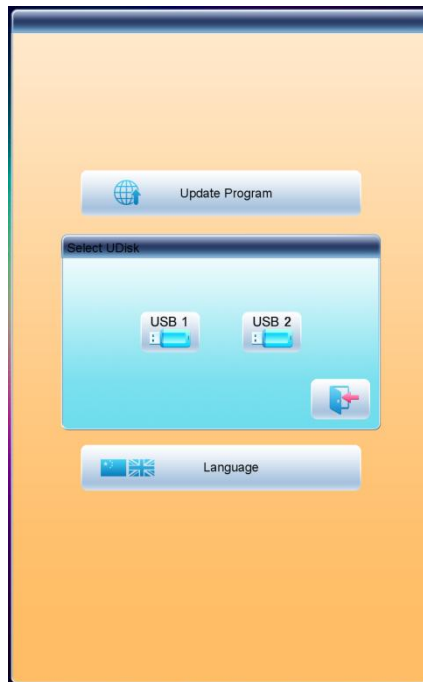 Update Program
Select UDisk
USB 1
USB 2
Language